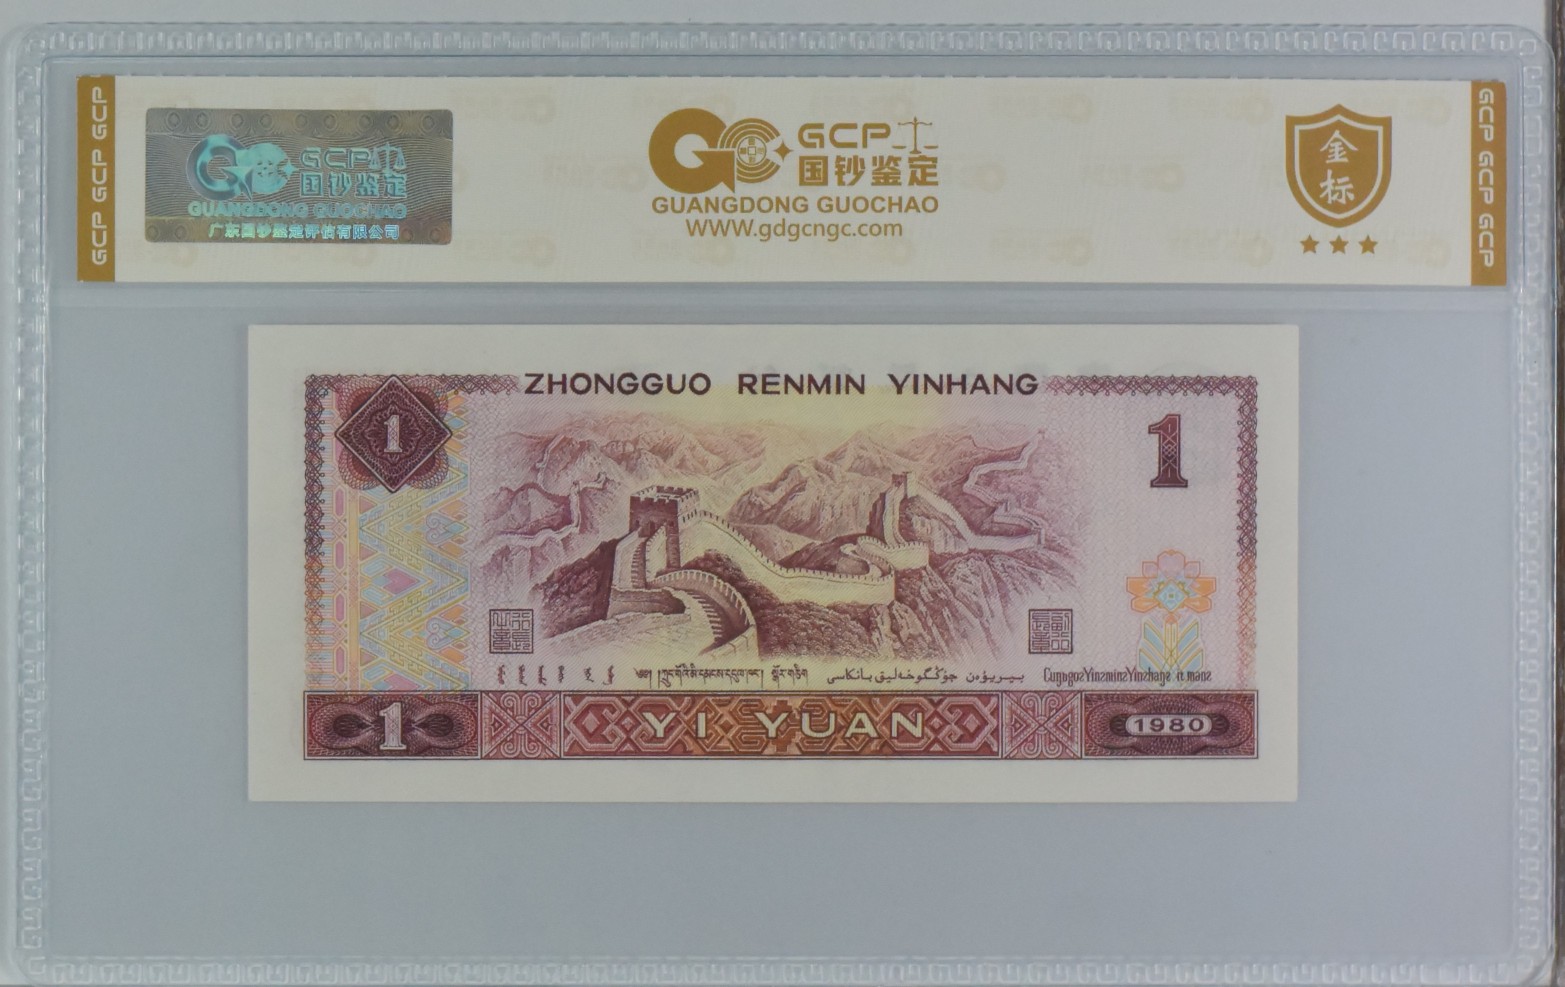 GCP GCP GCP
GCP
国钞鉴定
GUANGDONG GUOCHAO
广东国钞鉴定评估有限公司
GCP
国钞鉴定
GUANGDONG GUOCHAO
WWW.gdgcngc.com
金
标
GCP GCP GCP
ZHONGGUO RENMIN YINHANG
1
1
1
YI YUAN
1980